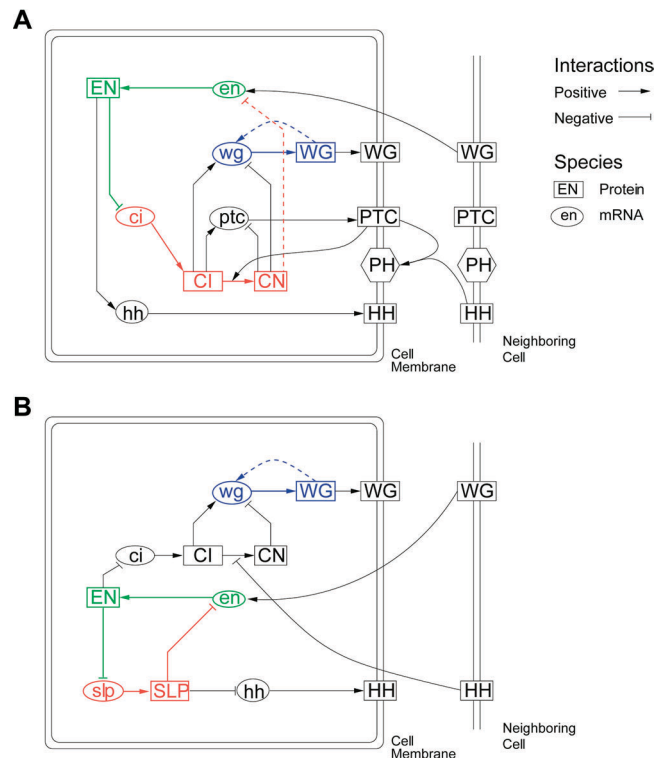 A
EN
en
wg
WG
WG
WG
ci
ptc
PTC
PTC
CI
CN
PH
PH
hh
HH
HH
Cell
Membrane
Neighboring
Cell
Interactions
Positive
Negative
Species
EN Protein
en mRNA
B
wg
WG
WG
WG
ci
CI
CN
EN
en
slp
SLP
hh
HH
HH
Cell
Membrane
Neighboring
Cell